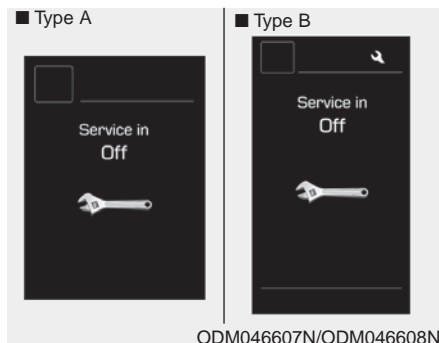 ■ Type A
Service in
Off
■ Type B
Service in
Off
ODM046607N/ODM046608N